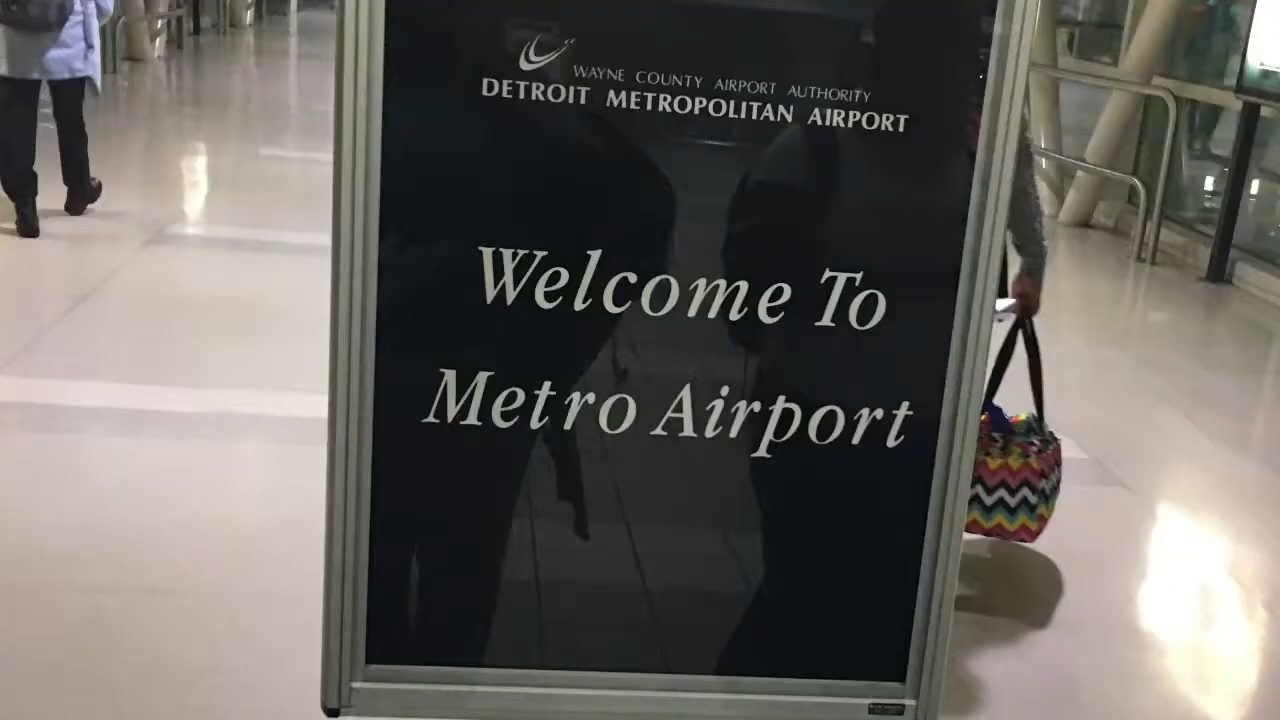 WAYNE COUNTY AIRPORT AUTHORITY
DETROIT METROPOLITAN AIRPORT
Welcome To
Metro Airport